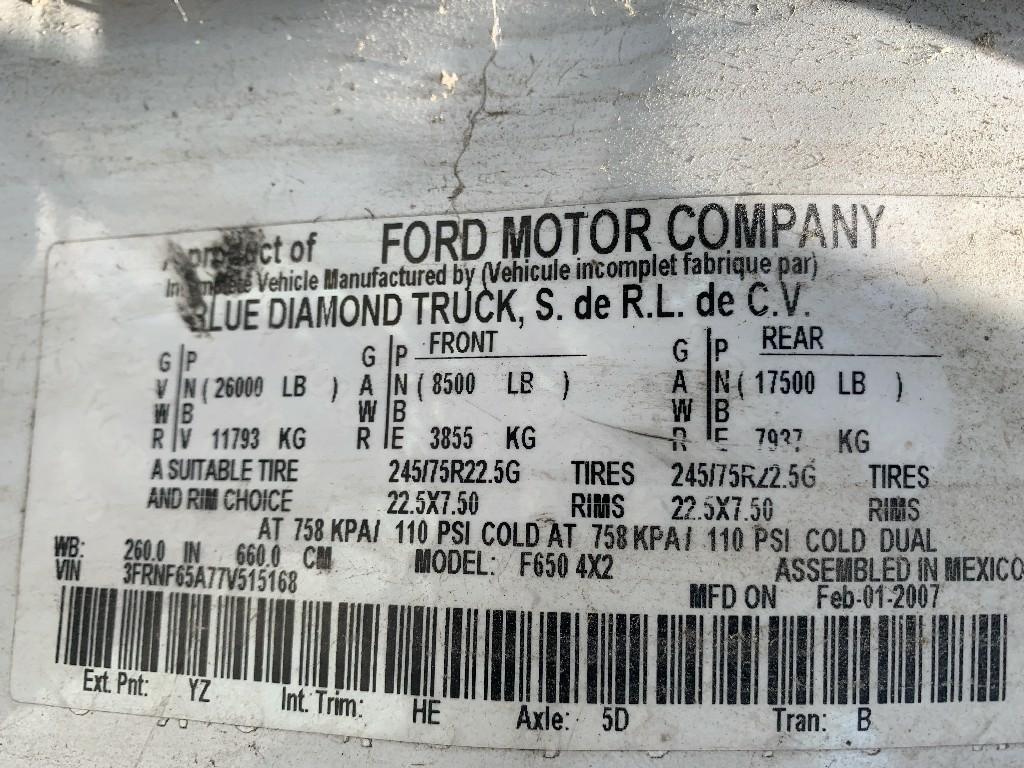 A product of FORD MOTOR COMPANY
Incomplete Vehicle Manufactured by (Vehicule incomplet fabrique par)
BLUE DIAMOND TRUCK, S. de R.L. de C.V.
G P G P FRONT G P REAR
V N ( 26000 LB ) A N ( 8500 LB ) A N ( 17500 LB )
W B W B W B
R V 11793 KG R E 3855 KG R E 7937 KG
A SUITABLE TIRE 245/75R22.5G TIRES 245/75R22.5G TIRES
AND RIM CHOICE 22.5X7.50 RIMS 22.5X7.50 RIMS
AT 758 KPA/ 110 PSI COLD AT 758 KPA/ 110 PSI COLD DUAL
WB: 260.0 IN 660.0 CM MODEL: F650 4X2 ASSEMBLED IN MEXICO
VIN 3FRNF65A77V515168 MFD ON Feb-01-2007
Ext. Pnt: YZ Int. Trim: HE Axle: 5D Tran: B